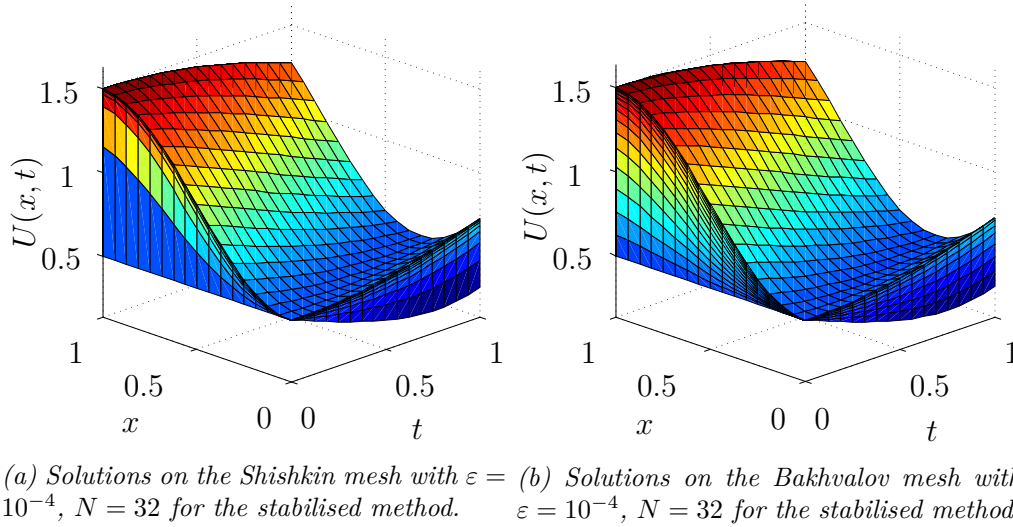 1.5
1
0.5
U(x, t)
1
0.5
0
x
0
0.5
1
t
1.5
1
0.5
U(x, t)
1
0.5
0
x
0
0.5
1
t
(a) Solutions on the Shishkin mesh with ε =
10⁻⁴, N = 32 for the stabilised method.
(b) Solutions on the Bakhvalov mesh with
ε = 10⁻⁴, N = 32 for the stabilised method